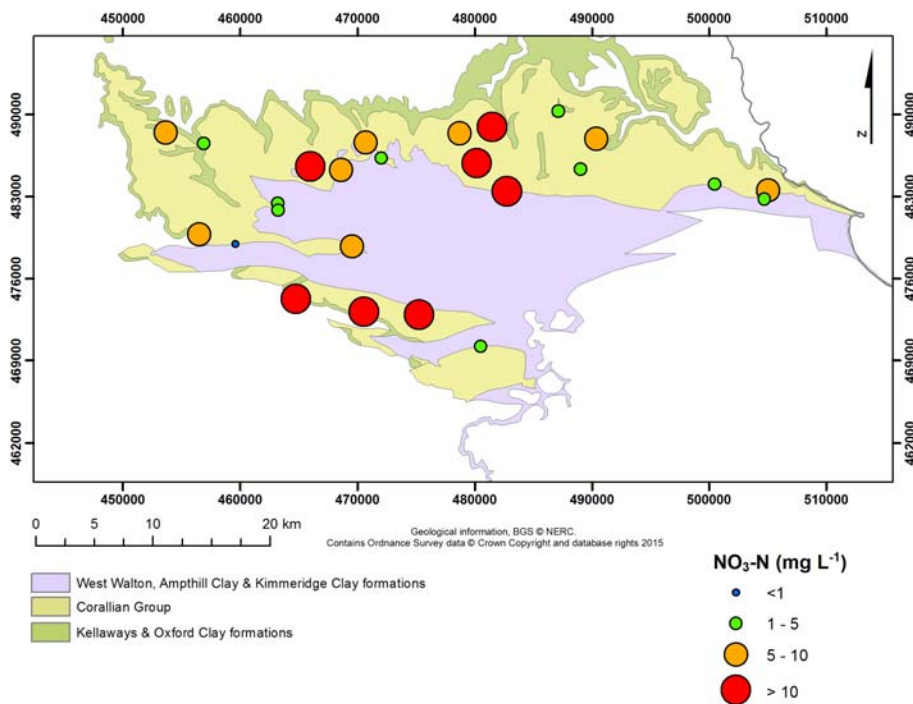 450000 460000 470000 480000 490000 500000 510000
490000 490000
483000 483000
476000 476000
469000 469000
462000 462000
N
450000 460000 470000 480000 490000 500000 510000
0 5 10 20 km
Geological information, BGS © NERC.
Contains Ordnance Survey data © Crown Copyright and database rights 2015
West Walton, Ampthill Clay & Kimmeridge Clay formations
Corallian Group
Kellaways & Oxford Clay formations
NO₃-N (mg L⁻¹)
<1
1 - 5
5 - 10
> 10